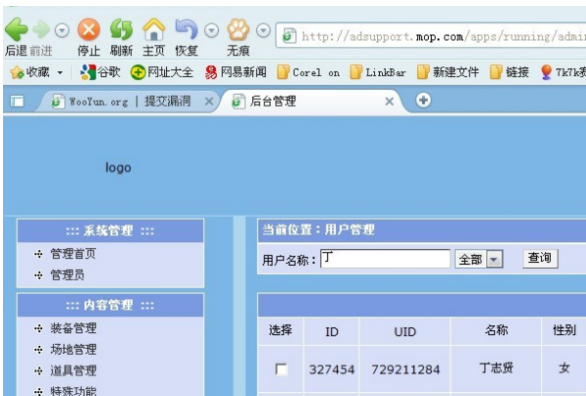 后退 前进 停止 刷新 主页 恢复 无痕
http://adsupport.mop.com/apps/running/admi
收藏 谷歌 网址大全 网易新闻 Corel on LinkBar 新建文件 链接 7k7k
WooYun.org | 提交漏洞 后台管理
logo
::: 系统管理 :::
管理首页
管理员
::: 内容管理 :::
装备管理
场地管理
道具管理
特殊功能
当前位置：用户管理
用户名称： 丁 全部 查询
选择 ID UID 名称 性别
327454 729211284 丁志贤 女